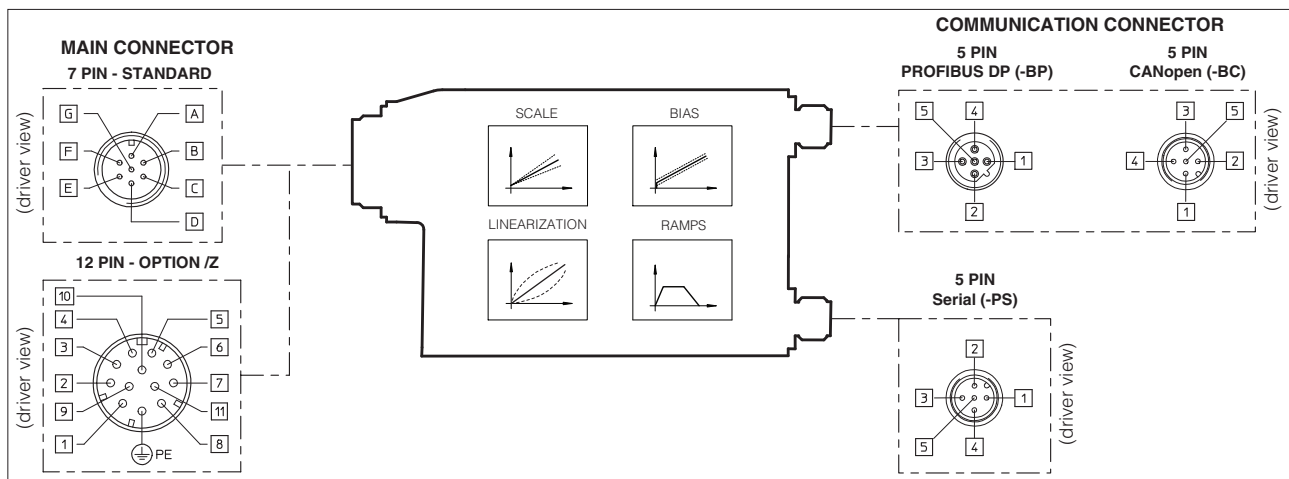 MAIN CONNECTOR
7 PIN - STANDARD
(driver view)
G
A
F
B
E
C
D
12 PIN - OPTION /Z
(driver view)
10
4
5
3
6
2
7
9
11
1
8
PE
SCALE
BIAS
LINEARIZATION
RAMPS
COMMUNICATION CONNECTOR
5 PIN
PROFIBUS DP (-BP)
5
4
3
1
2
5 PIN
CANopen (-BC)
3
5
4
2
1
(driver view)
5 PIN
Serial (-PS)
2
3
1
5
4
(driver view)